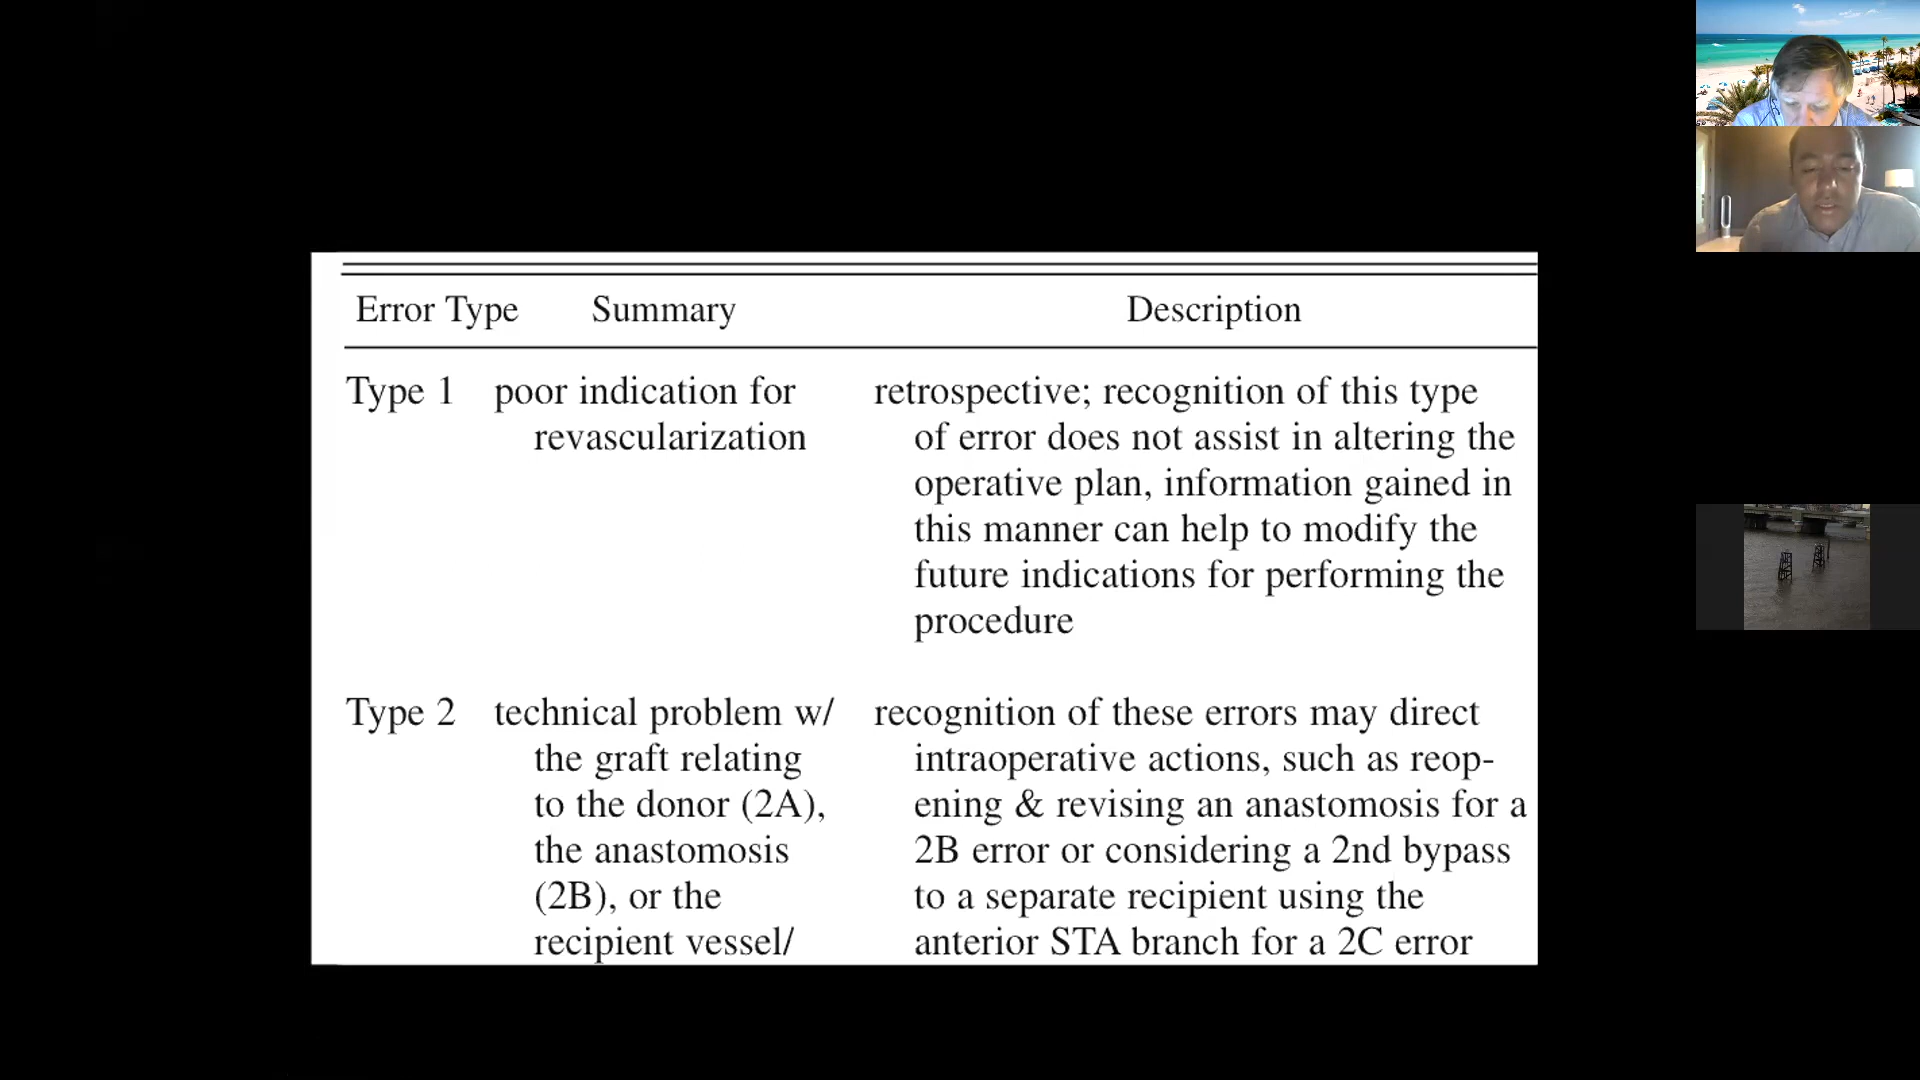 Error Type Summary Description
Type 1 poor indication for retrospective; recognition of this type
revascularization of error does not assist in altering the
operative plan, information gained in
this manner can help to modify the
future indications for performing the
procedure
Type 2 technical problem w/ recognition of these errors may direct
the graft relating intraoperative actions, such as reop-
to the donor (2A), ening & revising an anastomosis for a
the anastomosis 2B error or considering a 2nd bypass
(2B), or the to a separate recipient using the
recipient vessel/ anterior STA branch for a 2C error